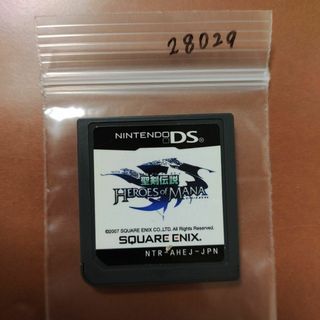 28029
NINTENDO DS
聖剣伝説
HEROES of MANA
©2007 SQUARE ENIX CO.,LTD. All Rights Reserved.
SQUARE ENIX.
NTR-AHEJ-JPN